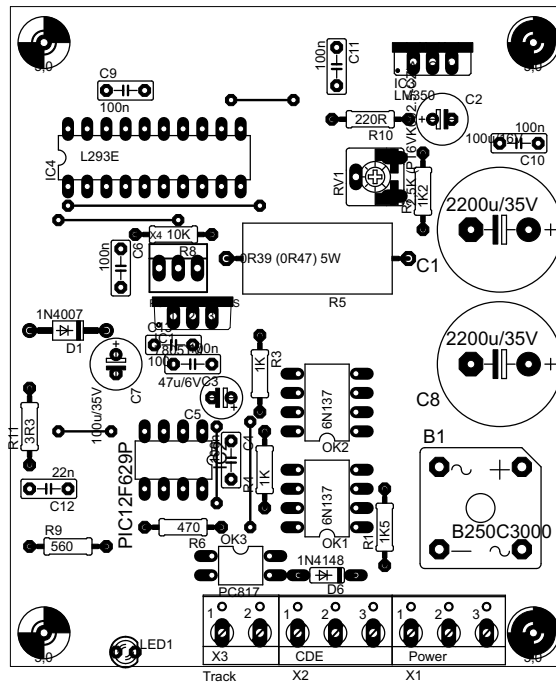 3,0
3,0
C9
100n
C11
100n
IC3
LM350
C2
220R
R10
100n
C10
IC4
L293E
RV1
1K2
2200u/35V
C1
+
X4
10K
R8
C6
100n
0R39 (0R47) 5W
R5
1N4007
D1
C7
100u/35V
47u/6V
C3
1K
R3
2200u/35V
C8
+
R11
3R3
C5
PIC12F629P
C4
1K
R4
6N137
OK2
6N137
OK1
B1
B250C3000
22n
C12
R9
560
470
R6
1K5
OK3
PC817
1N4148
D6
3,0
LED1
1 2
1 2 3
1 2 3
3,0
X3
CDE
Power
Track
X2
X1